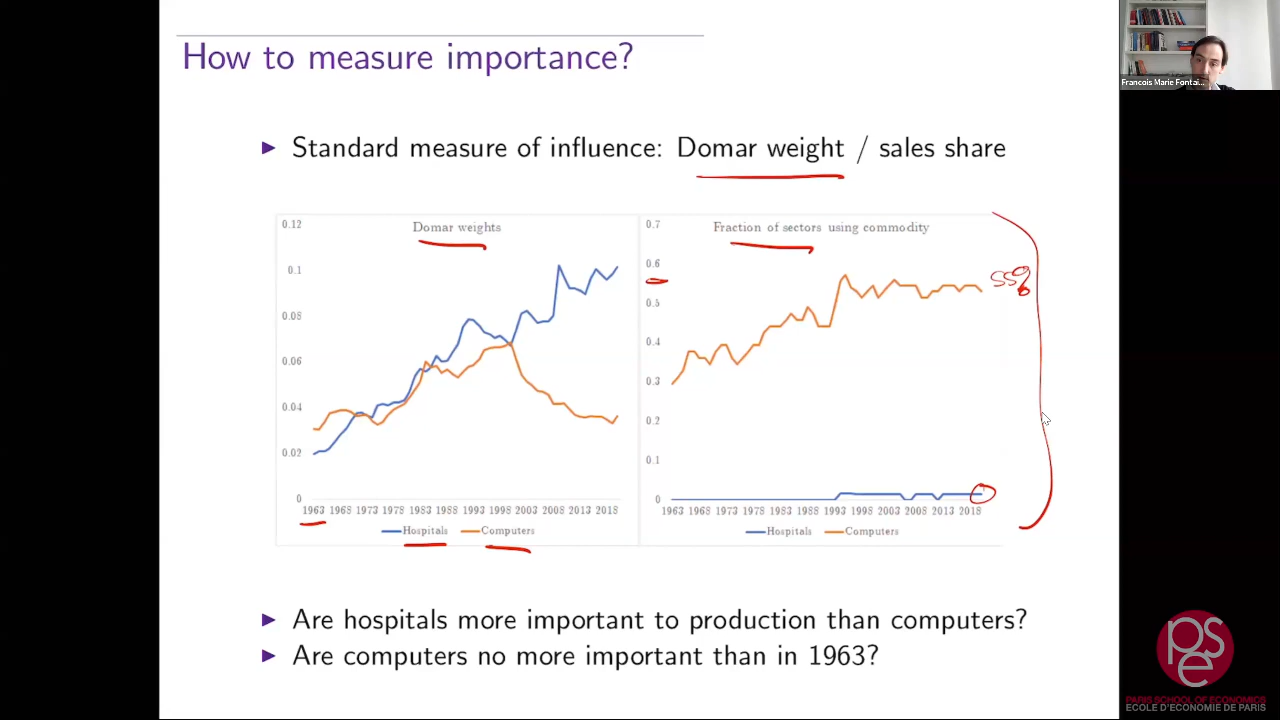 How to measure importance?
Francois Marie Fontai...
Standard measure of influence: Domar weight / sales share
Domar weights
0.12
0.1
0.08
0.06
0.04
0.02
0
1963 1968 1973 1978 1983 1988 1993 1998 2003 2008 2013 2018
Hospitals Computers
Fraction of sectors using commodity
0.7
0.6
0.5
0.4
0.3
0.2
0.1
0
1963 1968 1973 1978 1983 1988 1993 1998 2003 2008 2013 2018
Hospitals Computers
55%
Are hospitals more important to production than computers?
Are computers no more important than in 1963?
pse
PARIS SCHOOL OF ECONOMICS
ECOLE D'ECONOMIE DE PARIS